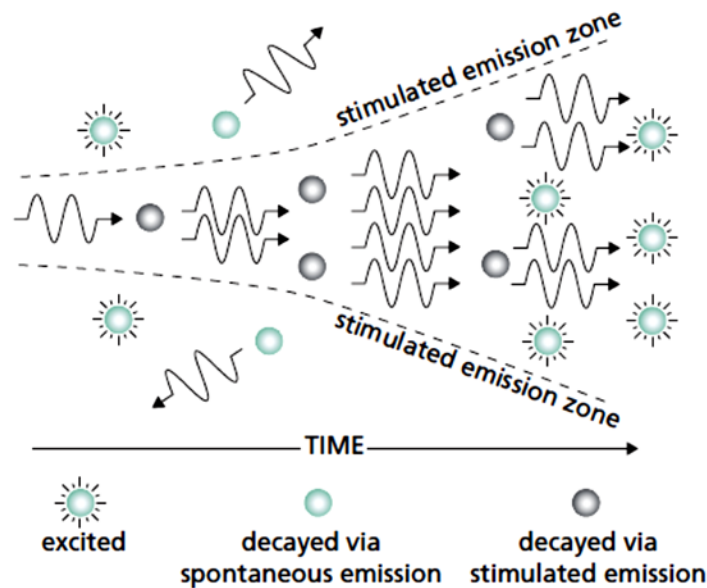 stimulated emission zone
stimulated emission zone
TIME
excited
decayed via
spontaneous emission
decayed via
stimulated emission